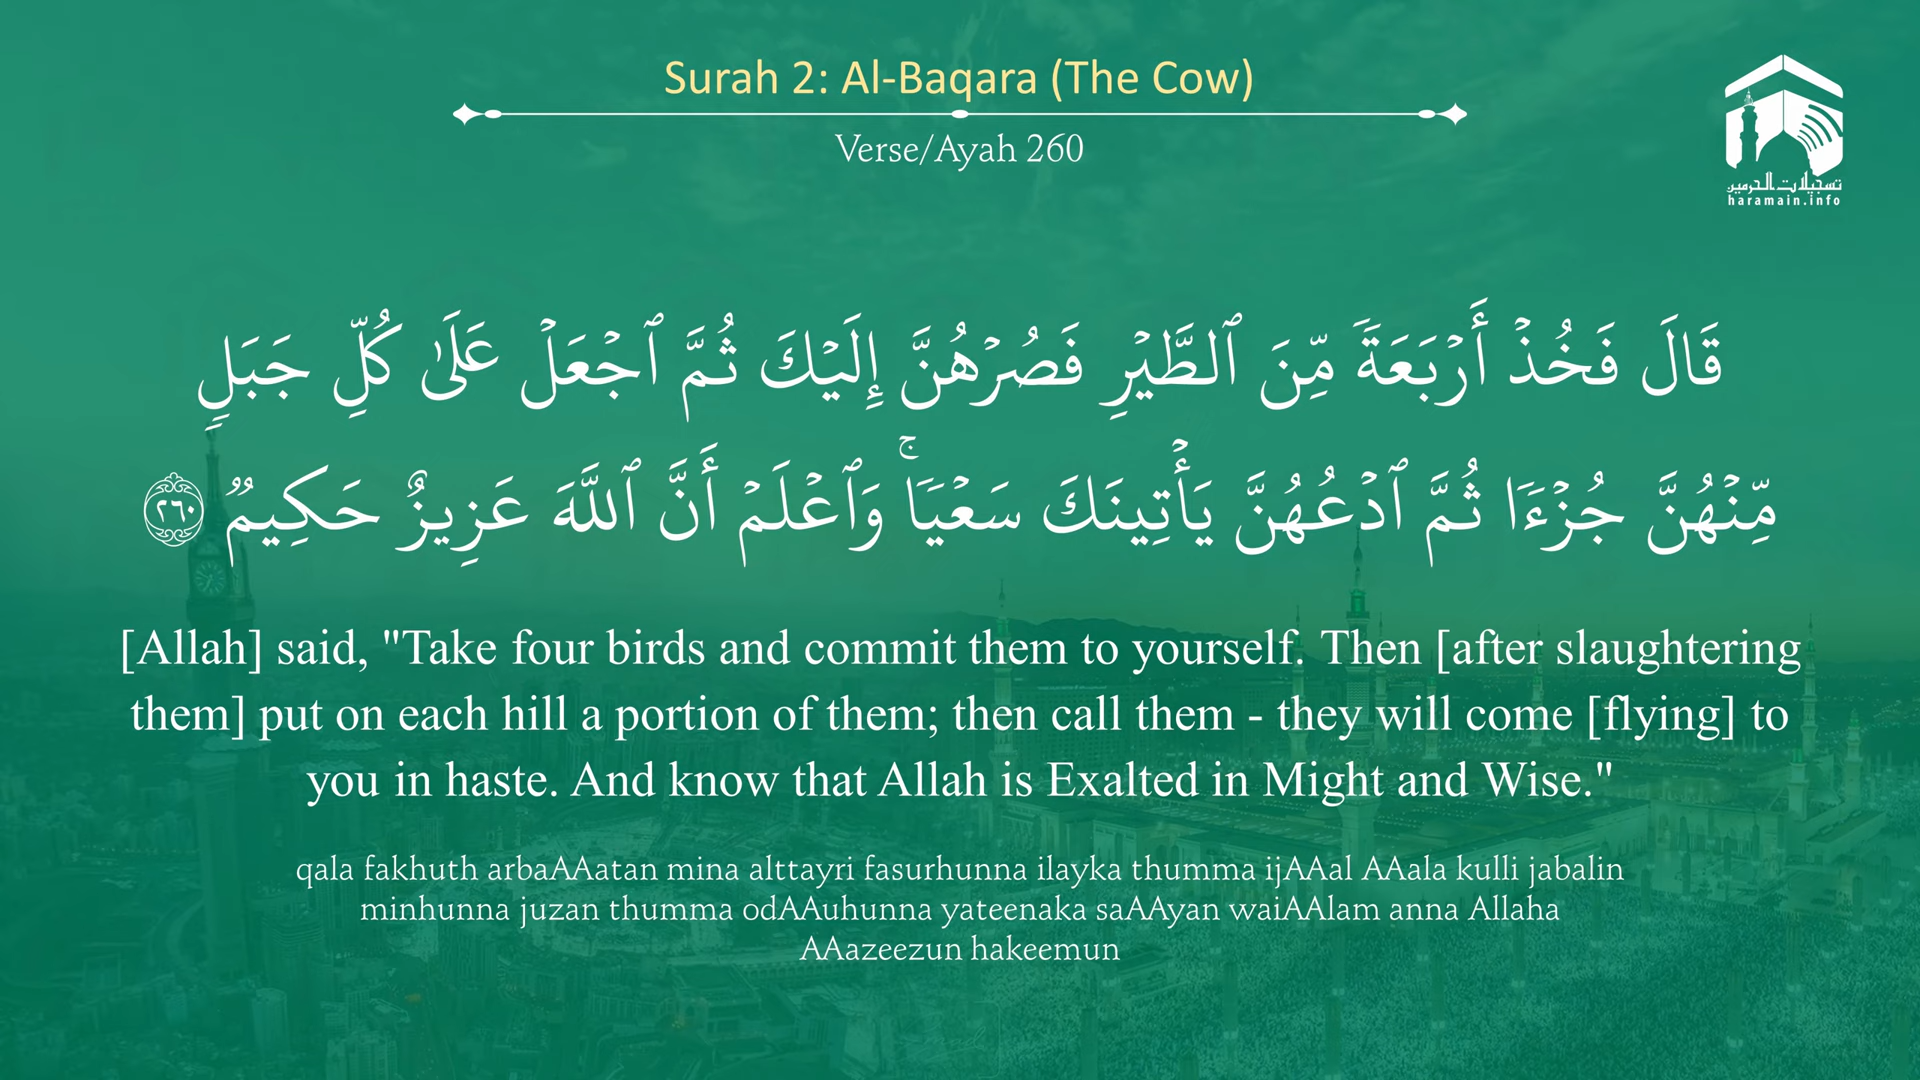 Surah 2: Al-Baqara (The Cow)
Verse/Ayah 260
تسجيلات الحرمين
haramain.info
قَالَ فَخُذۡ أَرۡبَعَةَٗ مِّنَ ٱلطَّيۡرِ فَصُرۡهُنَّ إِلَيۡكَ ثُمَّ ٱجۡعَلۡ عَلَىٰ كُلِّ جَبَلٖ
مِّنۡهُنَّ جُزۡءَٗا ثُمَّ ٱدۡعُهُنَّ يَأۡتِينَكَ سَعۡيَٗاۚ وَٱعۡلَمۡ أَنَّ ٱللَّهَ عَزِيزٌ حَكِيمٞ ٢٦٠
[Allah] said, "Take four birds and commit them to yourself. Then [after slaughtering
them] put on each hill a portion of them; then call them - they will come [flying] to
you in haste. And know that Allah is Exalted in Might and Wise."
qala fakhuth arbaAAatan mina alttayri fasurhunna ilayka thumma ijAAal AAala kulli jabalin
minhunna juzan thumma odAAuhunna yateenaka saAAyan waiAAlam anna Allaha
AAazeezun hakeemun